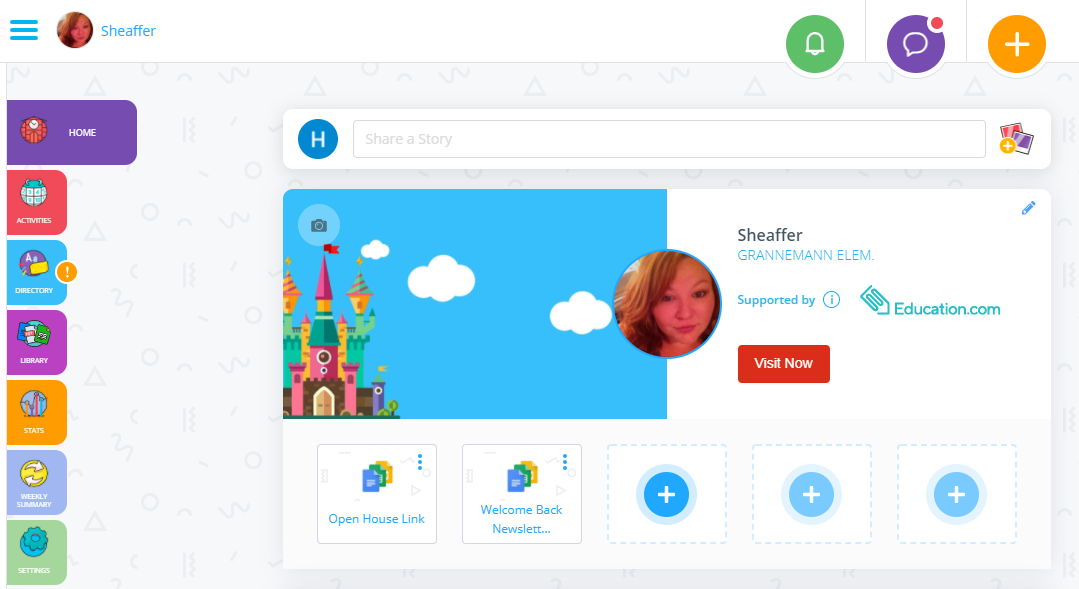 Sheaffer
HOME
ACTIVITIES
DIRECTORY
!
LIBRARY
STATS
WEEKLY
SUMMARY
SETTINGS
H
Share a Story
Sheaffer
GRANNEMANN ELEM.
Supported by i
Education.com
Visit Now
Open House Link
Welcome Back
Newslett...